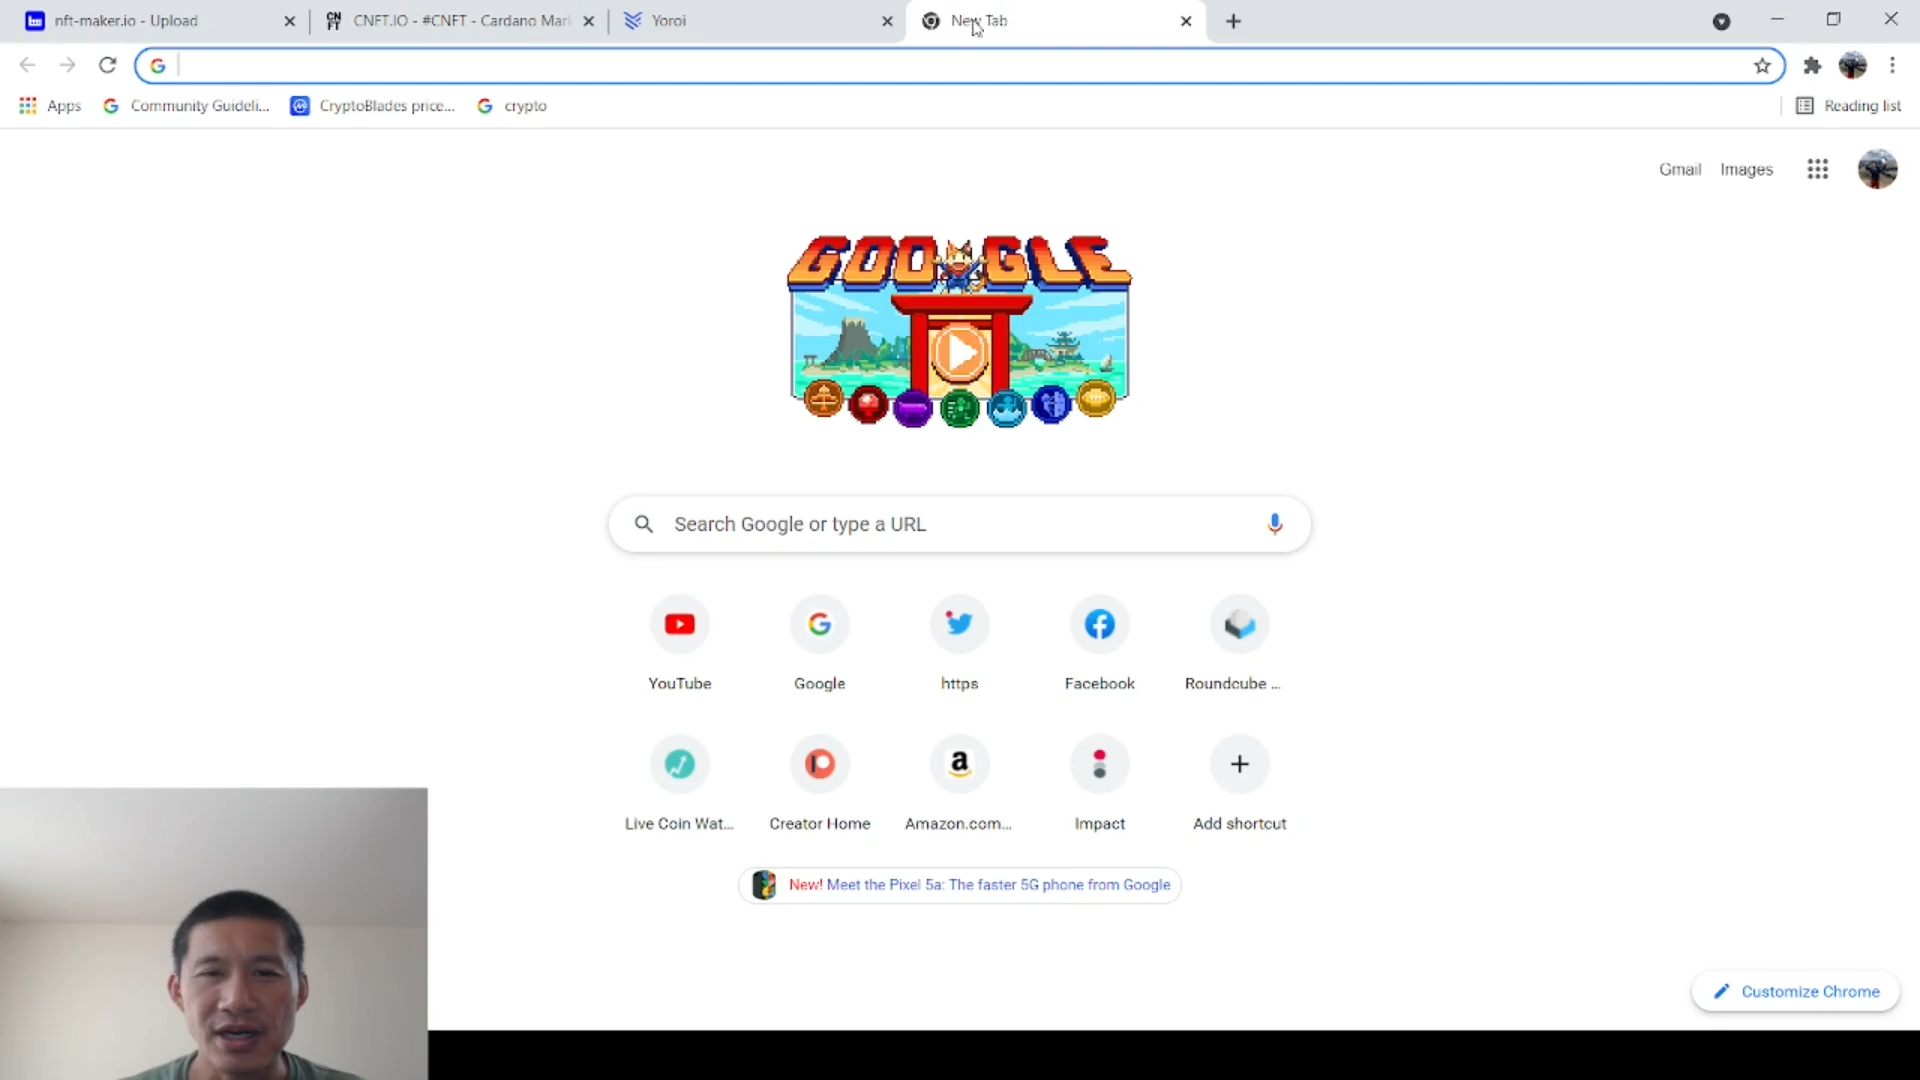 nft-maker.io - Upload
CNFT.IO - #CNFT - Cardano Mar
Yoroi
New Tab
Apps
Community Guideli...
CryptoBlades price...
crypto
Reading list
Gmail
Images
GOOGLE
Search Google or type a URL
YouTube
Google
https
Facebook
Roundcube ...
Live Coin Wat...
Creator Home
Amazon.com...
Impact
Add shortcut
New! Meet the Pixel 5a: The faster 5G phone from Google
Customize Chrome